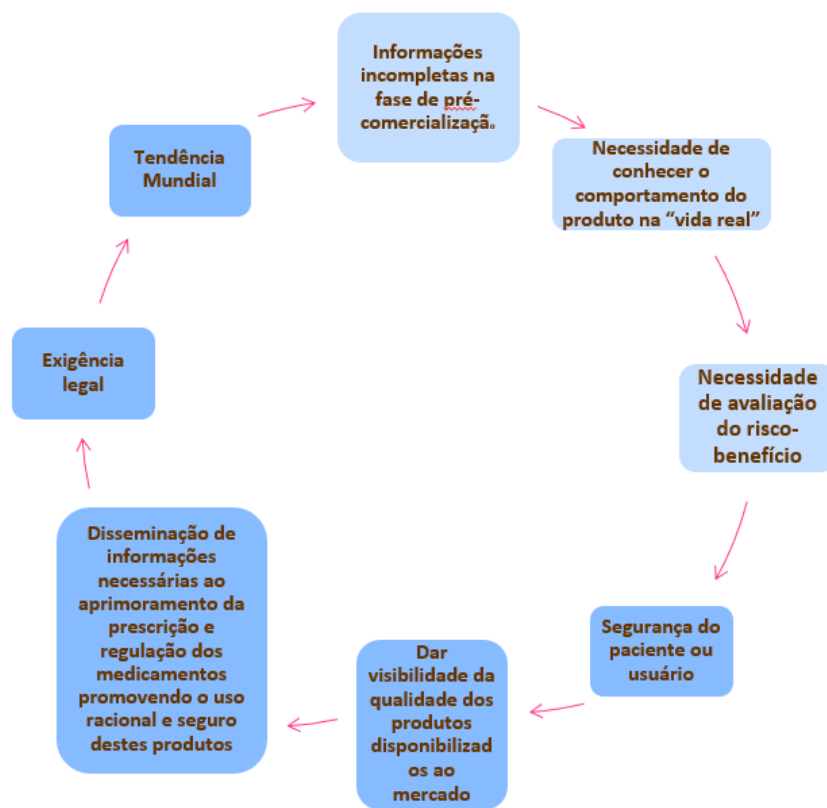 Informações
incompletas na
fase de pré-
comercializaçã.o
Necessidade de
conhecer o
comportamento do
produto na “vida real”
Necessidade
de avaliação
do risco-
benefício
Segurança do
paciente ou
usuário
Dar
visibilidade da
qualidade dos
produtos
disponibilizad
os ao
mercado
Disseminação de
informações
necessárias ao
aprimoramento da
prescrição e
regulação dos
medicamentos
promovendo o uso
racional e seguro
destes produtos
Exigência
legal
Tendência
Mundial